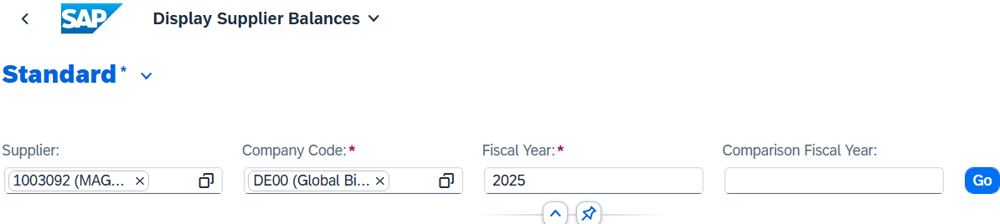 SAP Display Supplier Balances
Standard *
Supplier: Company Code:* Fiscal Year:* Comparison Fiscal Year:
1003092 (MAG... DE00 (Global Bi... 2025 Go